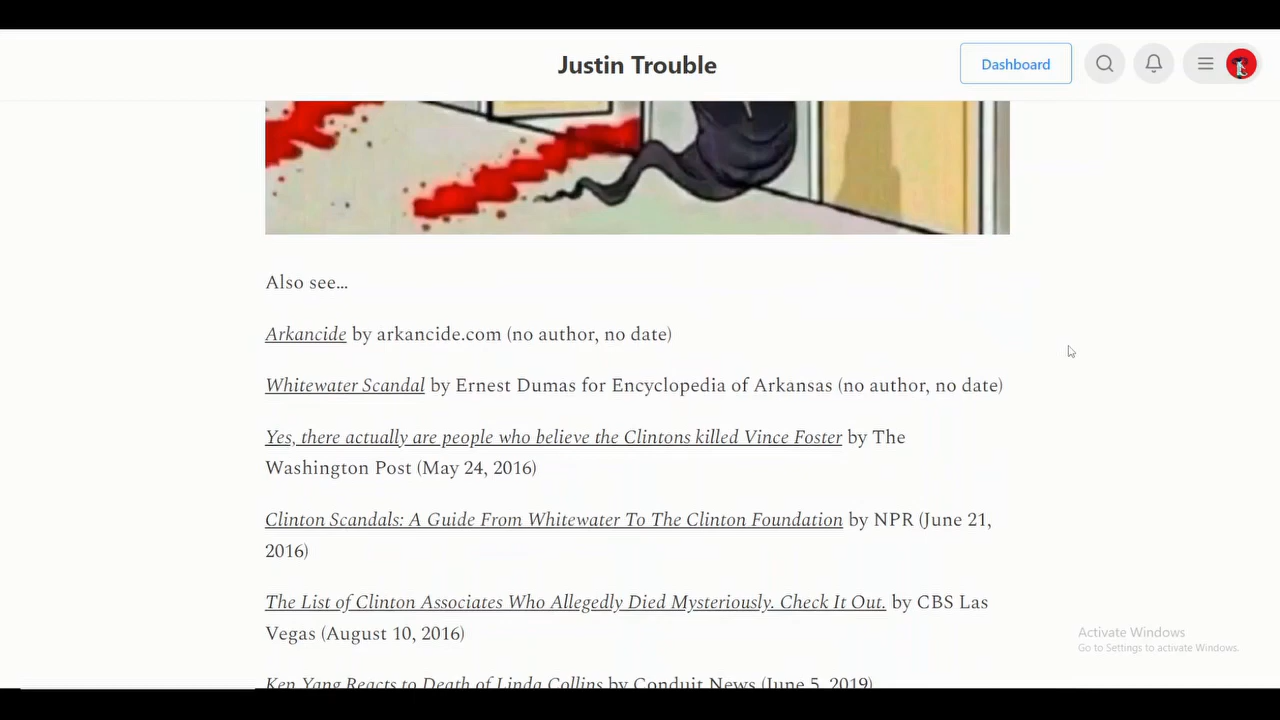 Justin Trouble
Dashboard
Also see...
Arkancide by arkancide.com (no author, no date)
Whitewater Scandal by Ernest Dumas for Encyclopedia of Arkansas (no author, no date)
Yes, there actually are people who believe the Clintons killed Vince Foster by The
Washington Post (May 24, 2016)
Clinton Scandals: A Guide From Whitewater To The Clinton Foundation by NPR (June 21,
2016)
The List of Clinton Associates Who Allegedly Died Mysteriously. Check It Out. by CBS Las
Vegas (August 10, 2016)
Activate Windows
Go to Settings to activate Windows.
Ken Yang Reacts to Death of Linda Collins by Conduit News (June 5, 2019)